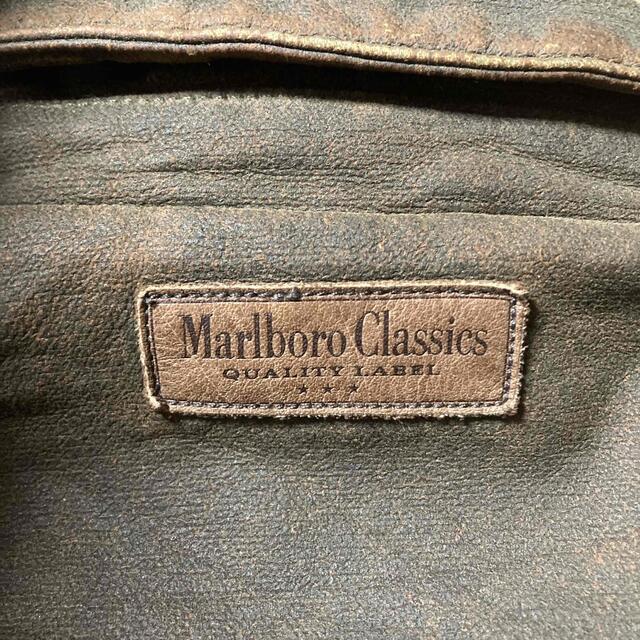 Marlboro Classics
QUALITY LABEL
★ ★ ★